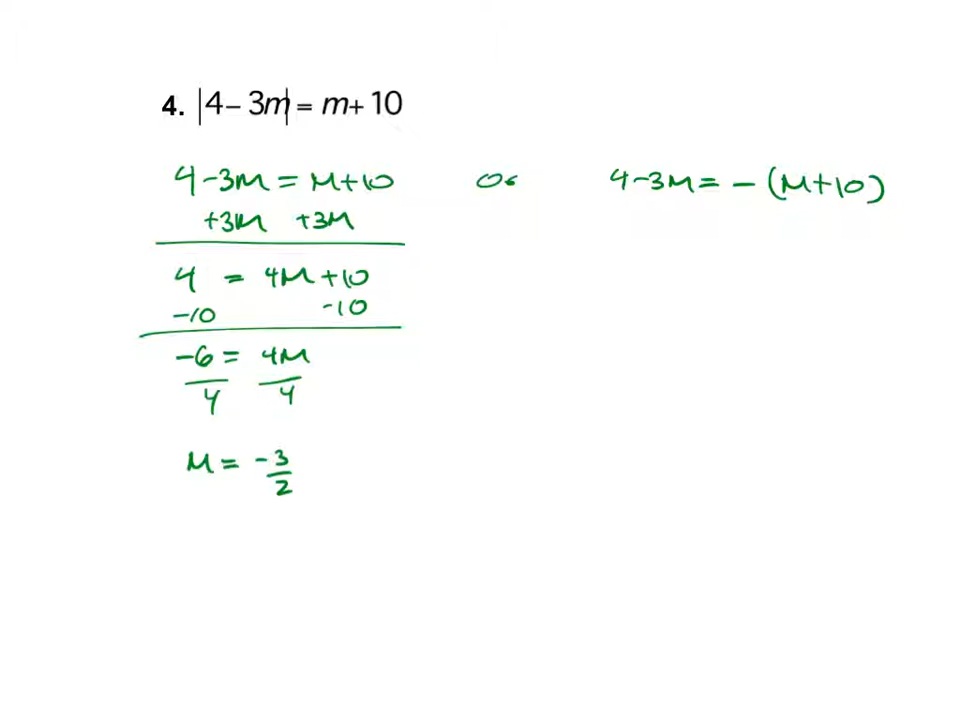 4. |4 – 3m| = m + 10
4 - 3M = M + 10 or 4 - 3M = - (M + 10)
+3M +3M
4 = 4M + 10
-10 -10
-6 = 4M
4 4
M = -3/2